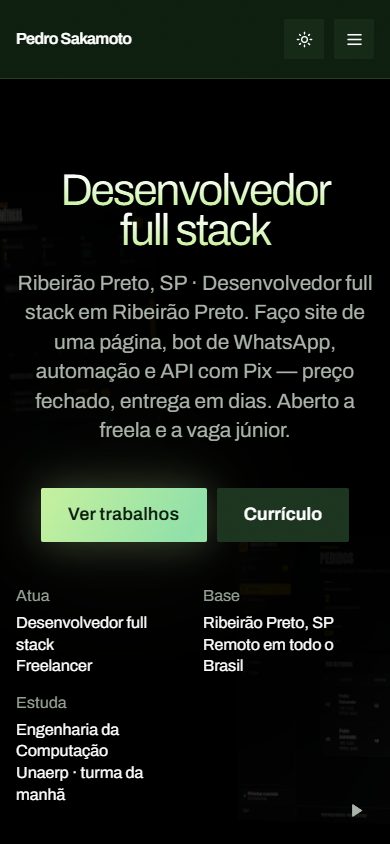 Pedro Sakamoto
Desenvolvedor
full stack
Ribeirão Preto, SP · Desenvolvedor full
stack em Ribeirão Preto. Faço site de
uma página, bot de WhatsApp,
automação e API com Pix — preço
fechado, entrega em dias. Aberto a
freela e a vaga júnior.
Ver trabalhos
Currículo
PEDIDOS
Atua
Desenvolvedor full
stack
Freelancer
Base
Ribeirão Preto, SP
Remoto em todo o
Brasil
Estuda
Engenharia da
Computação
Unaerp · turma da
manhã